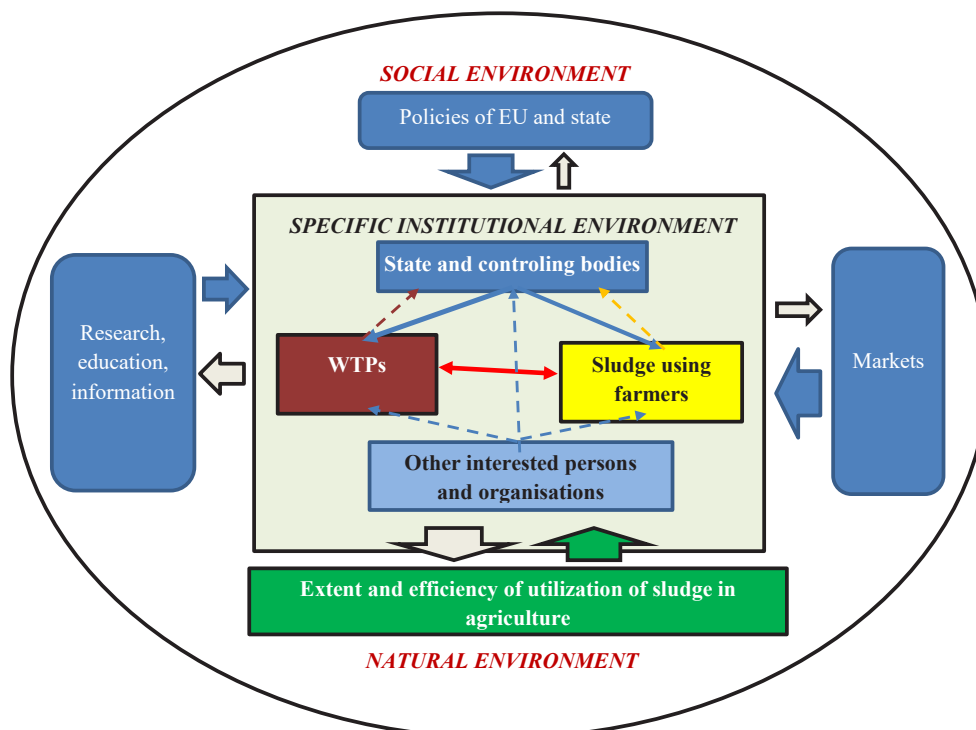 SOCIAL ENVIRONMENT
Policies of EU and state
SPECIFIC INSTITUTIONAL ENVIRONMENT
State and controling bodies
Research,
education,
information
WTPs
Sludge using
farmers
Markets
Other interested persons
and organisations
Extent and efficiency of utilization of sludge in
agriculture
NATURAL ENVIRONMENT